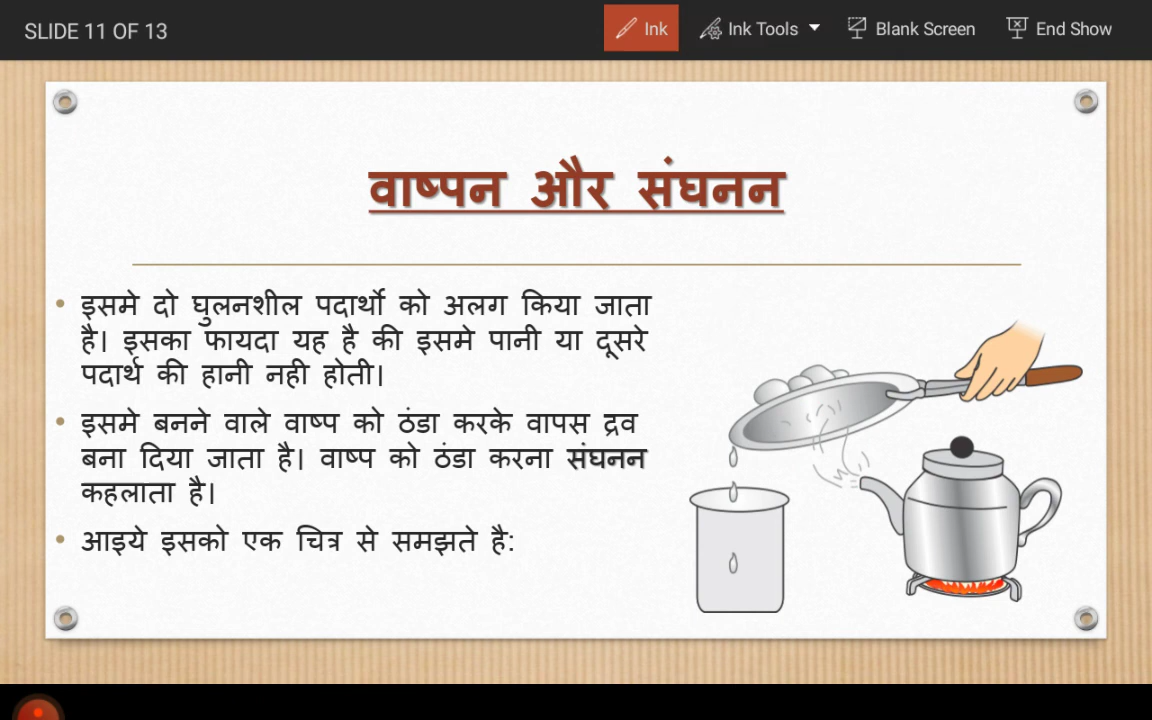 SLIDE 11 OF 13
Ink
Ink Tools
Blank Screen
End Show
वाष्पन और संघनन
• इसमे दो घुलनशील पदार्थो को अलग किया जाता
है। इसका फायदा यह है की इसमे पानी या दूसरे
पदार्थ की हानी नही होती।
• इसमे बनने वाले वाष्प को ठंडा करके वापस द्रव
बना दिया जाता है। वाष्प को ठंडा करना संघनन
कहलाता है।
• आइये इसको एक चित्र से समझते है: